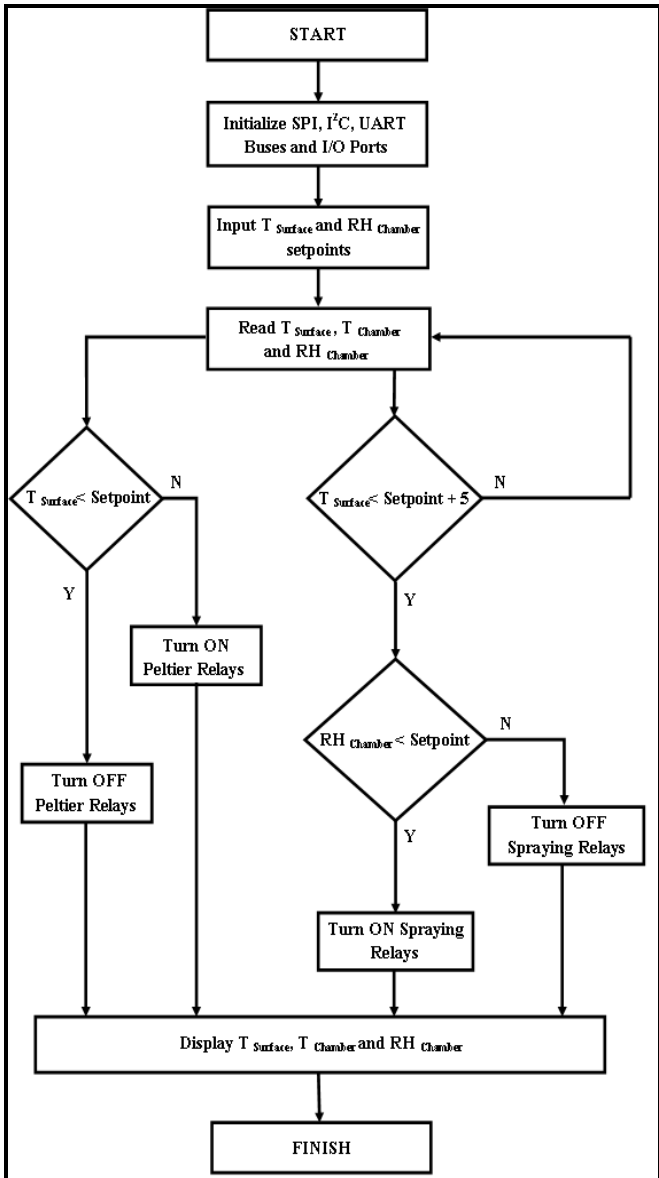 START
Initialize SPI, I²C, UART
Buses and I/O Ports
Input T Surface and RH Chamber
setpoints
Read T Surface, T Chamber
and RH Chamber
T Surface< Setpoint
N
Y
T Surface< Setpoint + 5
N
Y
Turn ON
Peltier Relays
RH Chamber < Setpoint
N
Y
Turn OFF
Peltier Relays
Turn OFF
Spraying Relays
Turn ON Spraying
Relays
Display T Surface, T Chamber and RH Chamber
FINISH